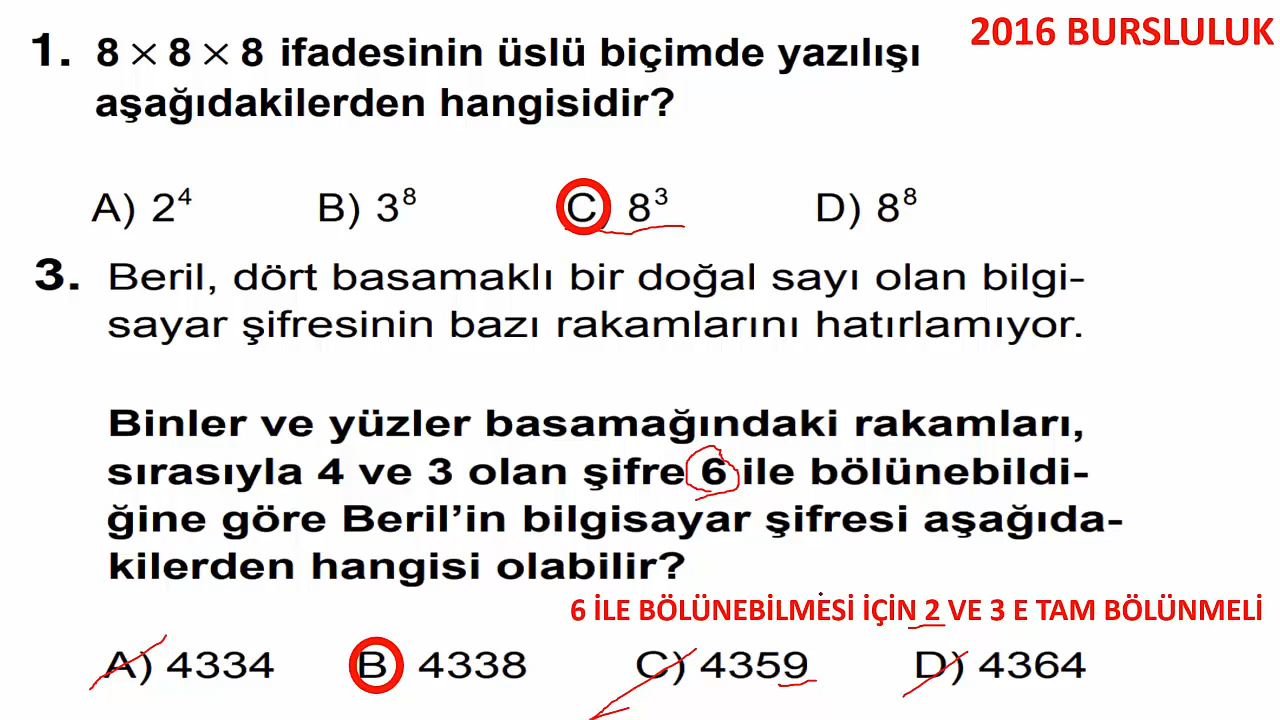 2016 BURSLULUK
1. 8 × 8 × 8 ifadesinin üslü biçimde yazılışı
aşağıdakilerden hangisidir?
A) 2⁴ B) 3⁸ C) 8³ D) 8⁸
3. Beril, dört basamaklı bir doğal sayı olan bilgi-
sayar şifresinin bazı rakamlarını hatırlamıyor.
Binler ve yüzler basamağındaki rakamları,
sırasıyla 4 ve 3 olan şifre 6 ile bölünebildi-
ğine göre Beril’in bilgisayar şifresi aşağıda-
kilerden hangisi olabilir?
6 İLE BÖLÜNEBİLMESİ İÇİN 2 VE 3 E TAM BÖLÜNMELİ
A) 4334 B 4338 C) 4359 D) 4364